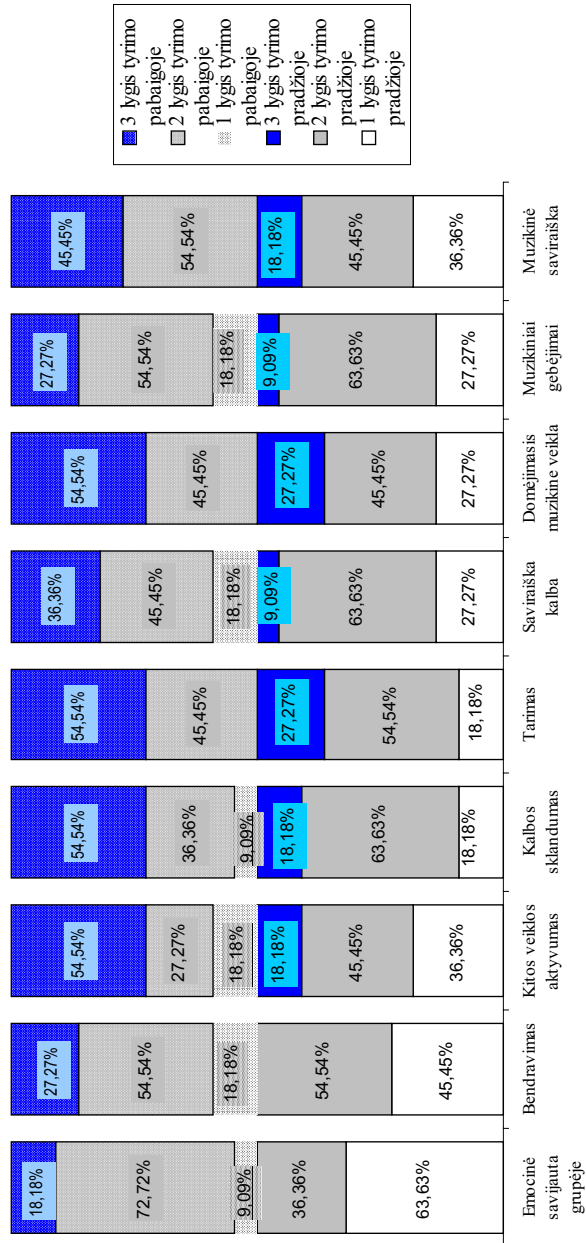 3 lygis tyrimo
pabaigoje
2 lygis tyrimo
pabaigoje
1 lygis tyrimo
pabaigoje
3 lygis tyrimo
pradžioje
2 lygis tyrimo
pradžioje
1 lygis tyrimo
pradžioje
18,18%
72,72%
9,09%
36,36%
63,63%
Emocinė
savijauta
grupėje
27,27%
54,54%
18,18%
54,54%
45,45%
Bendravimas
54,54%
27,27%
18,18%
18,18%
45,45%
36,36%
Kitos veiklos
aktyvumas
54,54%
36,36%
9,09%
18,18%
63,63%
18,18%
Kalbos
sklandumas
54,54%
45,45%
27,27%
54,54%
18,18%
Tarimas
36,36%
45,45%
18,18%
9,09%
63,63%
27,27%
Saviraiška
kalba
54,54%
45,45%
27,27%
45,45%
27,27%
Domėjimasis
muzikine veikla
27,27%
54,54%
18,18%
9,09%
63,63%
27,27%
Muzikiniai
gebėjimai
45,45%
54,54%
18,18%
45,45%
36,36%
Muzikinė
saviraiška